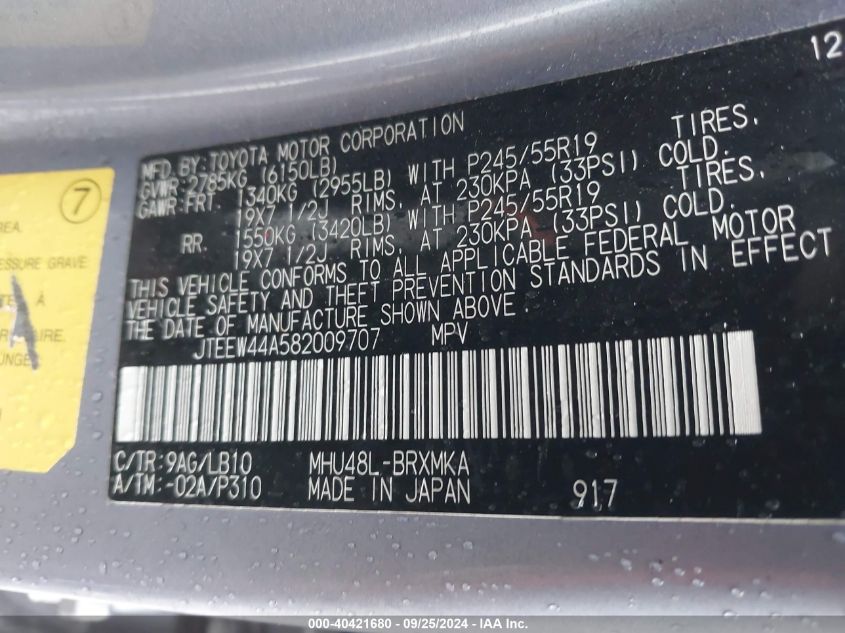 12
MFD. BY: TOYOTA MOTOR CORPORATION
GVWR: 2785KG (6150LB)
GAWR: FRT. 1340KG (2955LB) WITH P245/55R19 TIRES,
19X7 1/2J RIMS, AT 230KPA (33PSI) COLD.
RR. 1550KG (3420LB) WITH P245/55R19 TIRES,
19X7 1/2J RIMS, AT 230KPA (33PSI) COLD.
THIS VEHICLE CONFORMS TO ALL APPLICABLE FEDERAL MOTOR
VEHICLE SAFETY AND THEFT PREVENTION STANDARDS IN EFFECT
THE DATE OF MANUFACTURE SHOWN ABOVE.
JTEEW44A582009707 MPV
C/TR: 9AG/LB10 MHU48L-BRXMKA
A/TM: -02A/P310 MADE IN JAPAN 917
7
AREA.
PRESSURE GRAVE
À
000-40421680 - 09/25/2024 - IAA Inc.